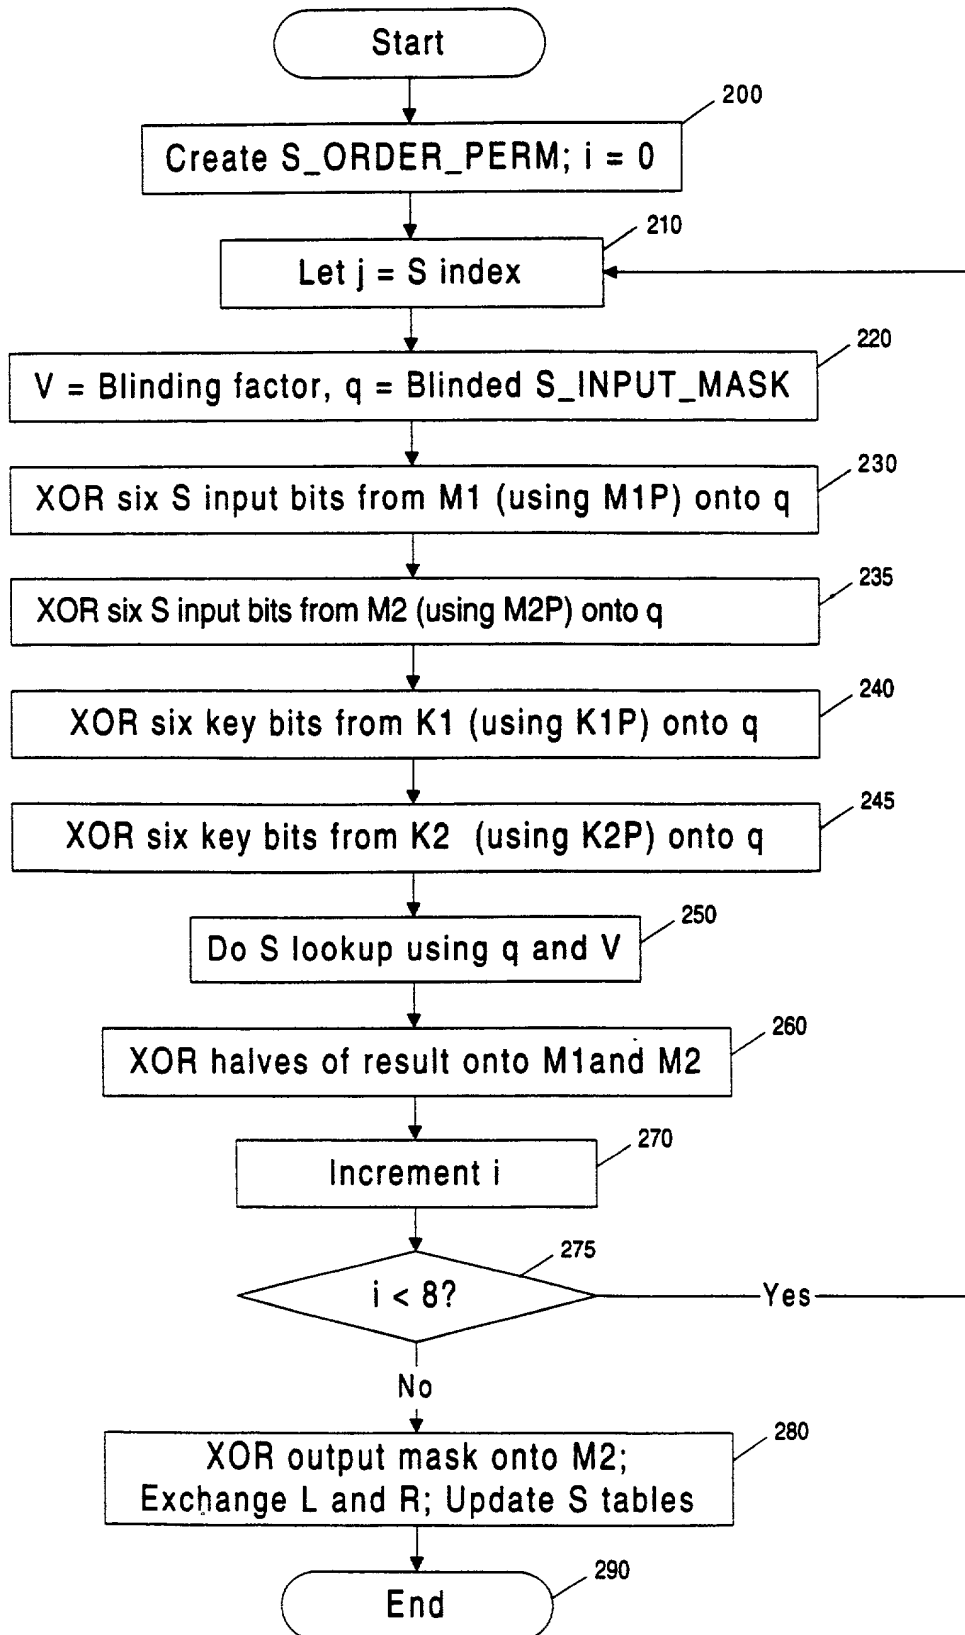 Start
200
Create S_ORDER_PERM; i = 0
210
Let j = S index
220
V = Blinding factor, q = Blinded S_INPUT_MASK
230
XOR six S input bits from M1 (using M1P) onto q
235
XOR six S input bits from M2 (using M2P) onto q
240
XOR six key bits from K1 (using K1P) onto q
245
XOR six key bits from K2 (using K2P) onto q
250
Do S lookup using q and V
260
XOR halves of result onto M1and M2
270
Increment i
275
i < 8?
Yes
No
280
XOR output mask onto M2;
Exchange L and R; Update S tables
290
End